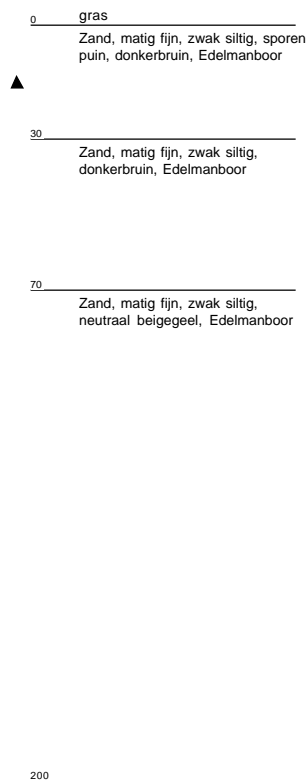 0 gras
Zand, matig fijn, zwak siltig, sporen
puin, donkerbruin, Edelmanboor
30
Zand, matig fijn, zwak siltig,
donkerbruin, Edelmanboor
70
Zand, matig fijn, zwak siltig,
neutraal beigegeel, Edelmanboor
200